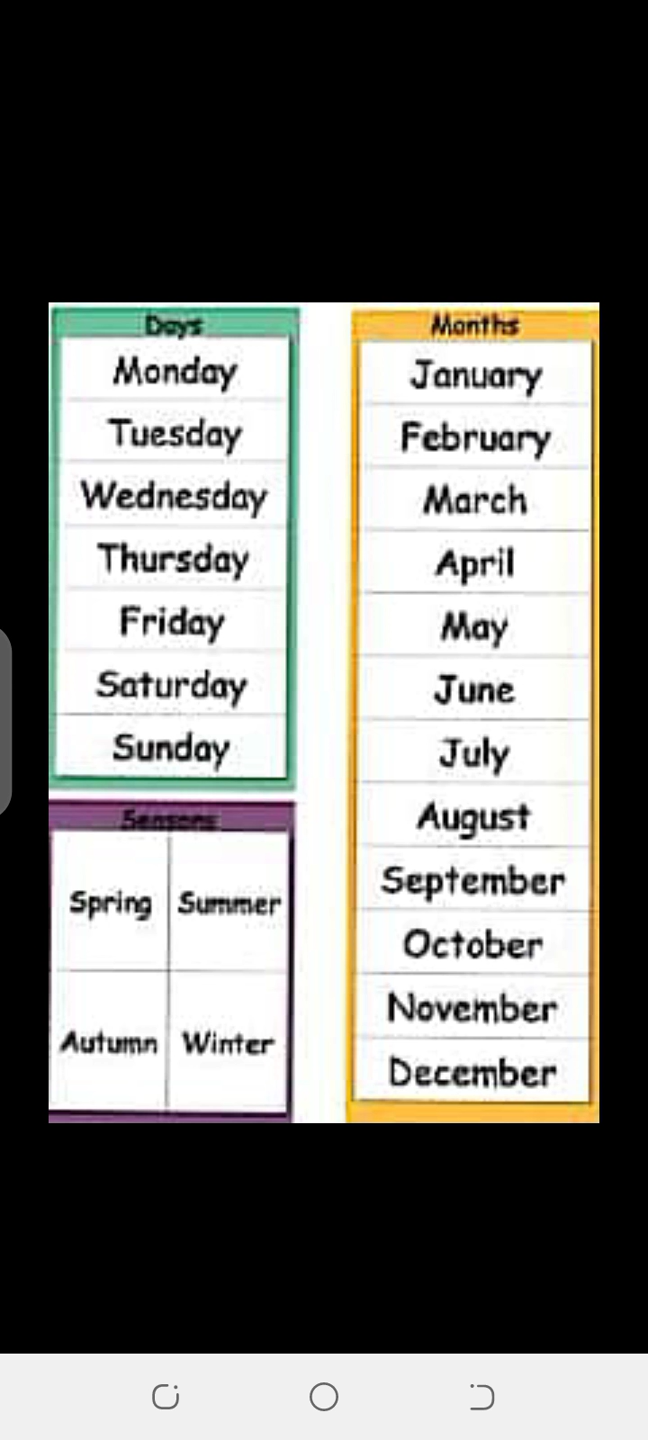 Days
Monday
Tuesday
Wednesday
Thursday
Friday
Saturday
Sunday
Seasons
Spring Summer
Autumn Winter
Months
January
February
March
April
May
June
July
August
September
October
November
December